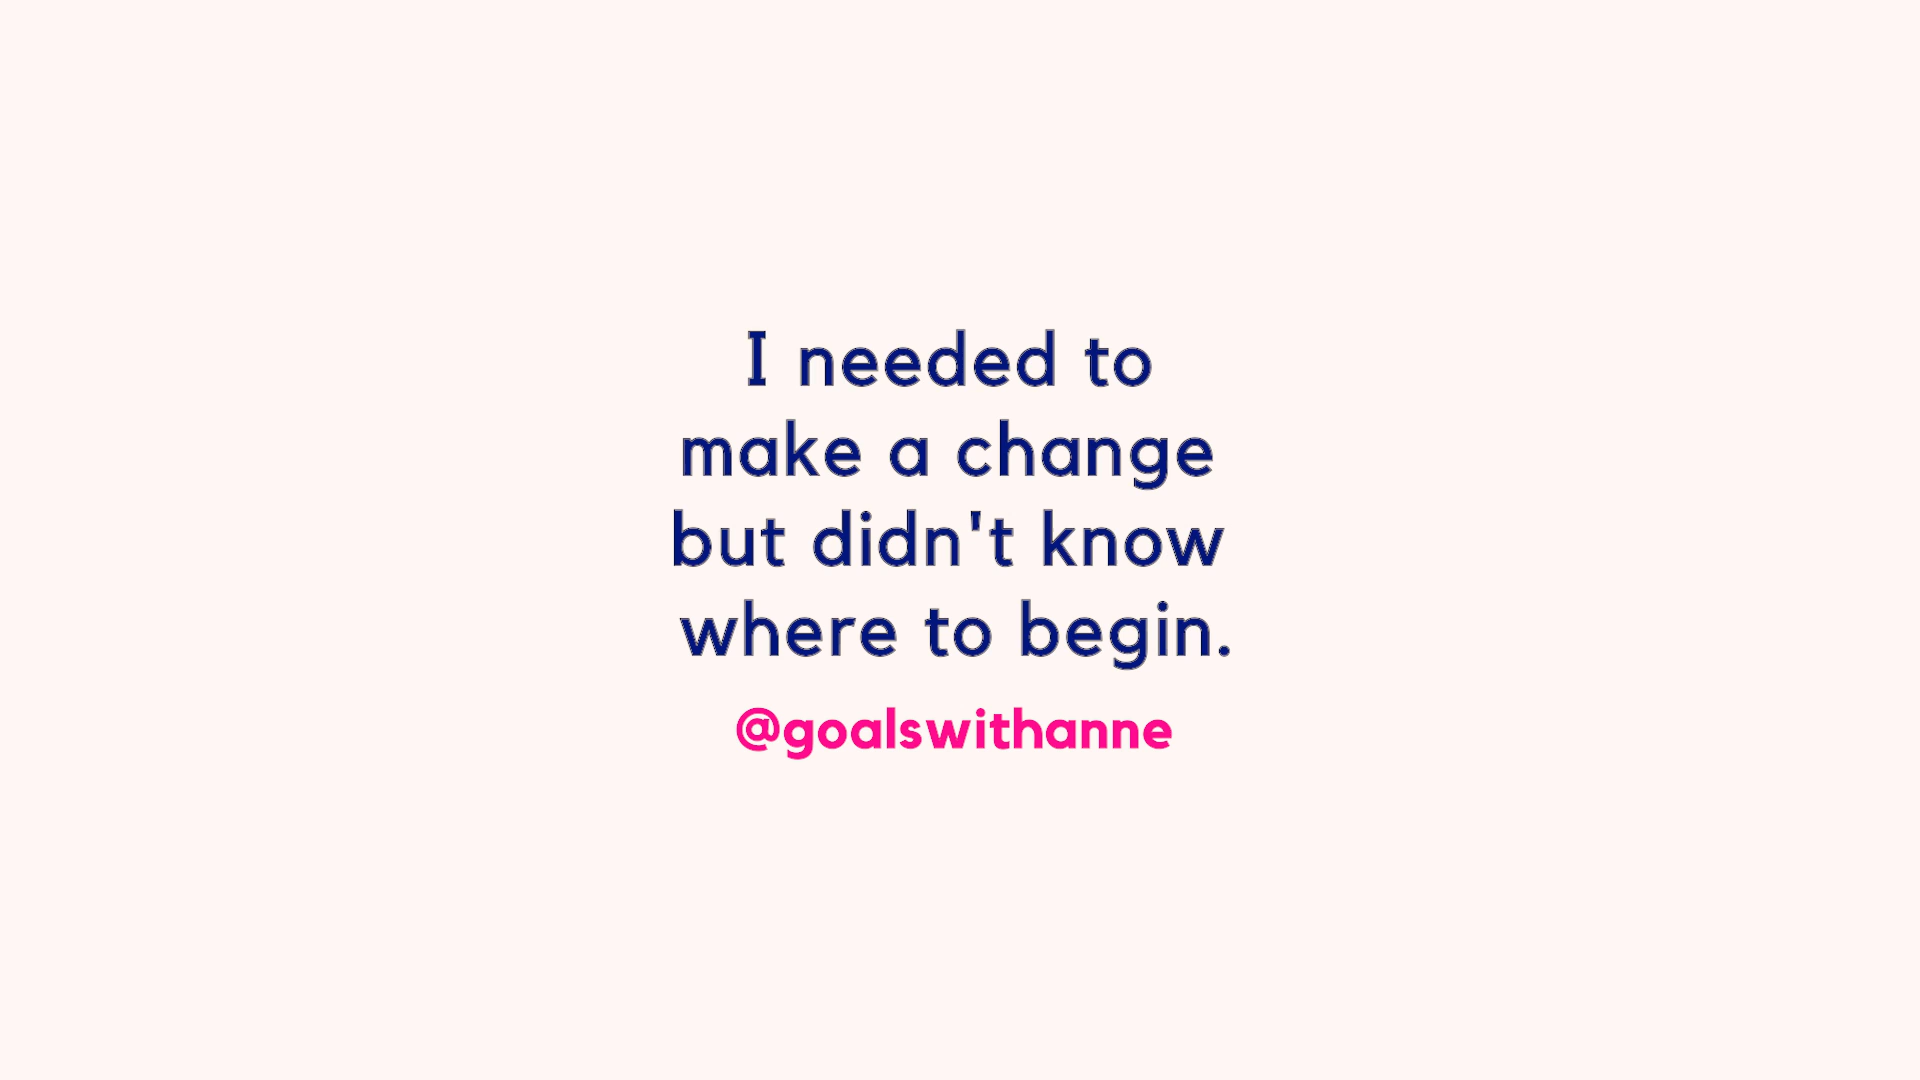 I needed to
make a change
but didn't know
where to begin.
@goalswithanne